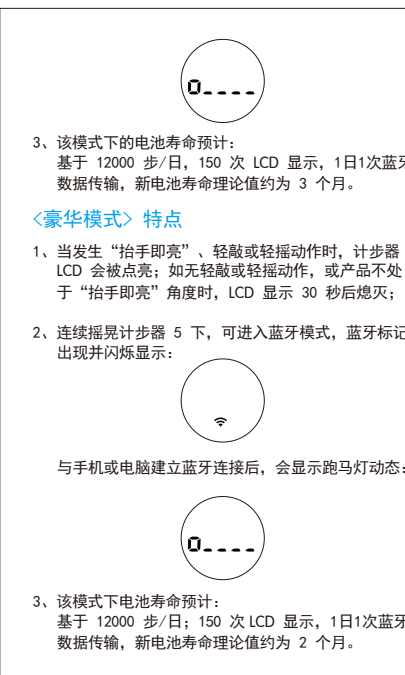 0____
3、该模式下的电池寿命预计：
基于 12000 步/日，150 次 LCD 显示，1日1次蓝牙
数据传输，新电池寿命理论值约为 3 个月。
<豪华模式> 特点
1、当发生“抬手即亮”、轻敲或轻摇动作时，计步器
LCD 会被点亮；如无轻敲或轻摇动作，或产品不处
于“抬手即亮”角度时，LCD 显示 30 秒后熄灭；
2、连续摇晃计步器 5 下，可进入蓝牙模式，蓝牙标记
出现并闪烁显示：
与手机或电脑建立蓝牙连接后，会显示跑马灯动态：
0____
3、该模式下电池寿命预计：
基于 12000 步/日；150 次 LCD 显示，1日1次蓝牙
数据传输，新电池寿命理论值约为 2 个月。